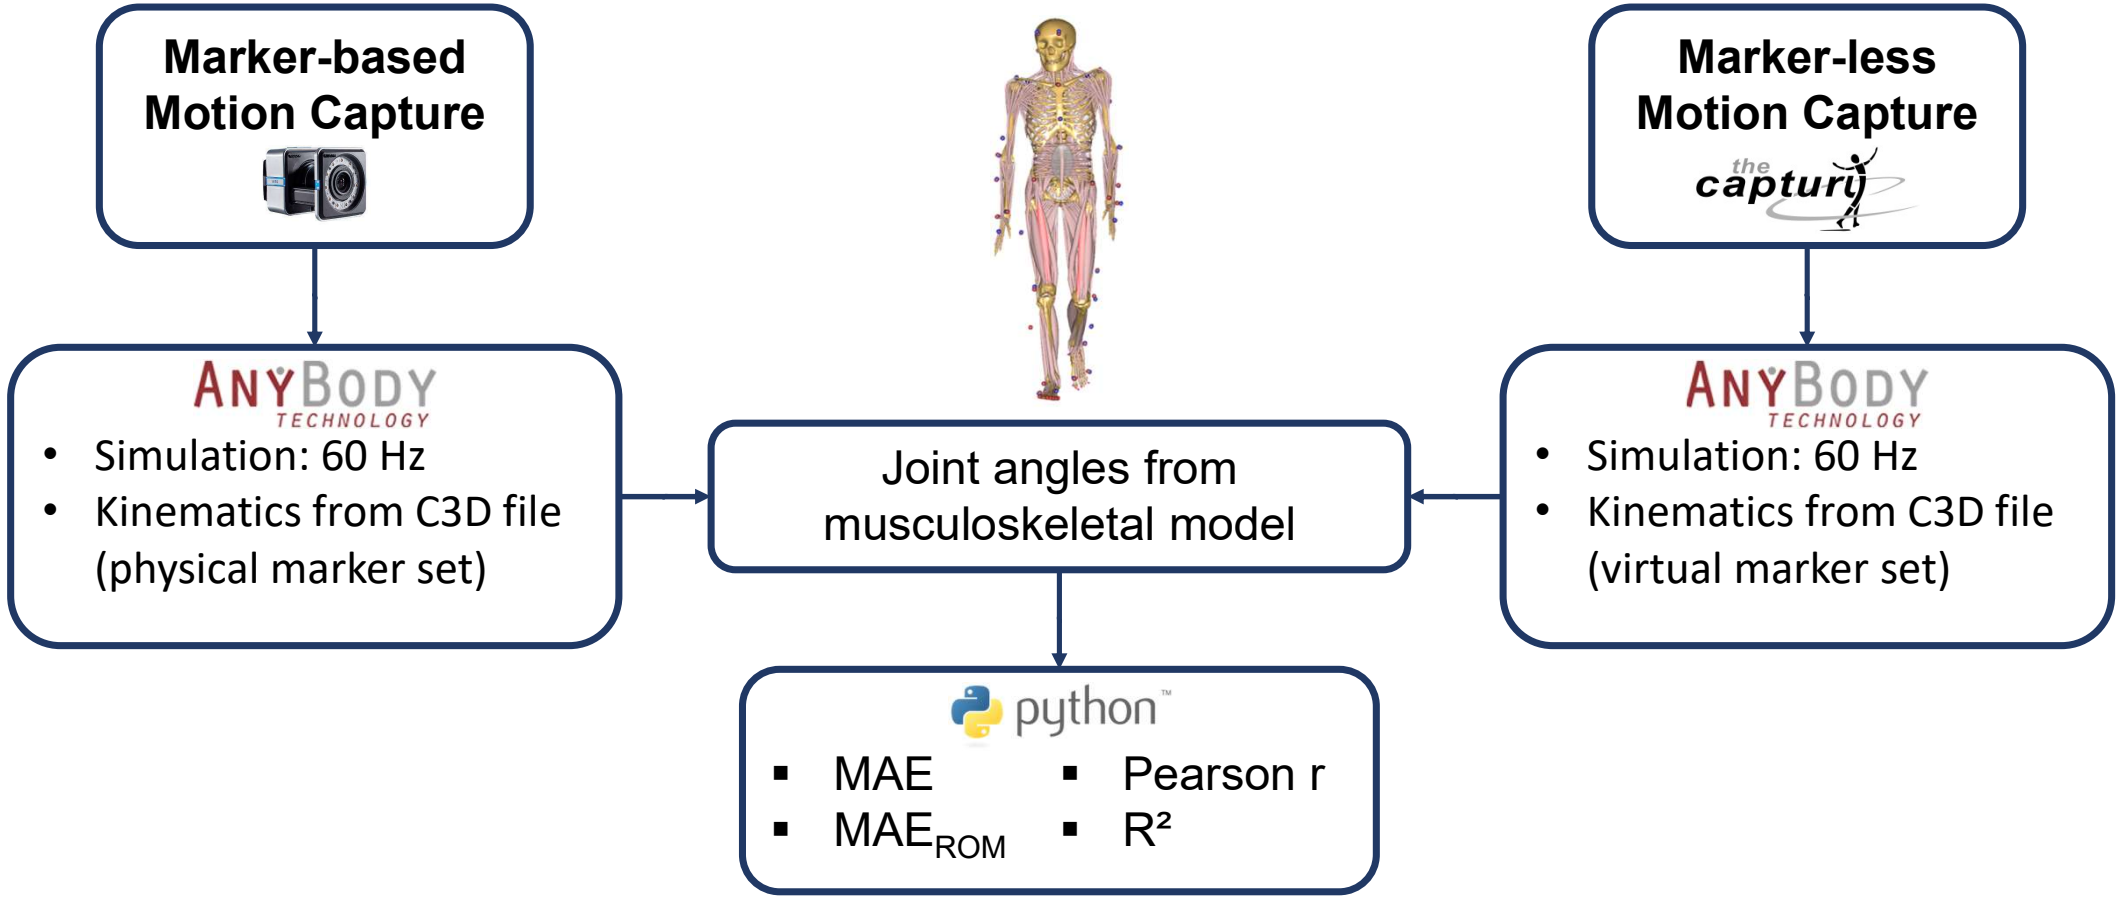 Marker-based
Motion Capture
Marker-less
Motion Capture
the
captury
ANYBODY
TECHNOLOGY
• Simulation: 60 Hz
• Kinematics from C3D file
(physical marker set)
Joint angles from
musculoskeletal model
ANYBODY
TECHNOLOGY
• Simulation: 60 Hz
• Kinematics from C3D file
(virtual marker set)
python™
▪ MAE
▪ Pearson r
▪ MAE_ROM
▪ R²